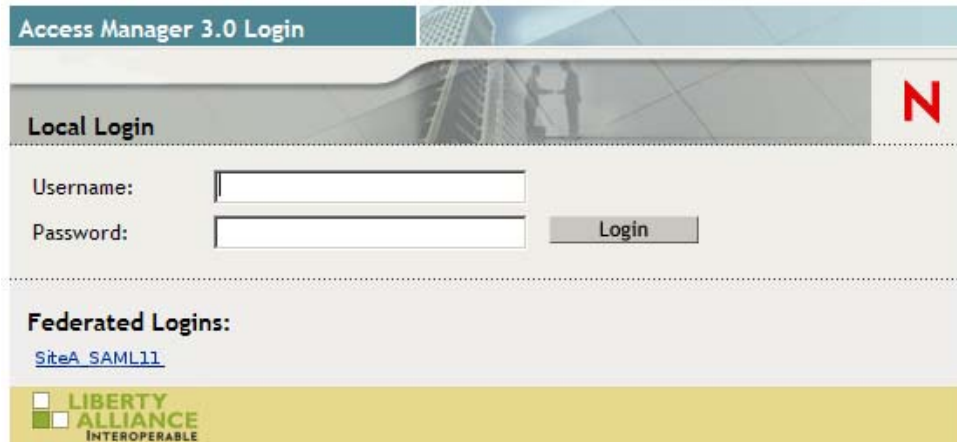 Access Manager 3.0 Login
N
Local Login
Username:
Password:
Login
Federated Logins:
SiteA_SAML11
LIBERTY
ALLIANCE
INTEROPERABLE